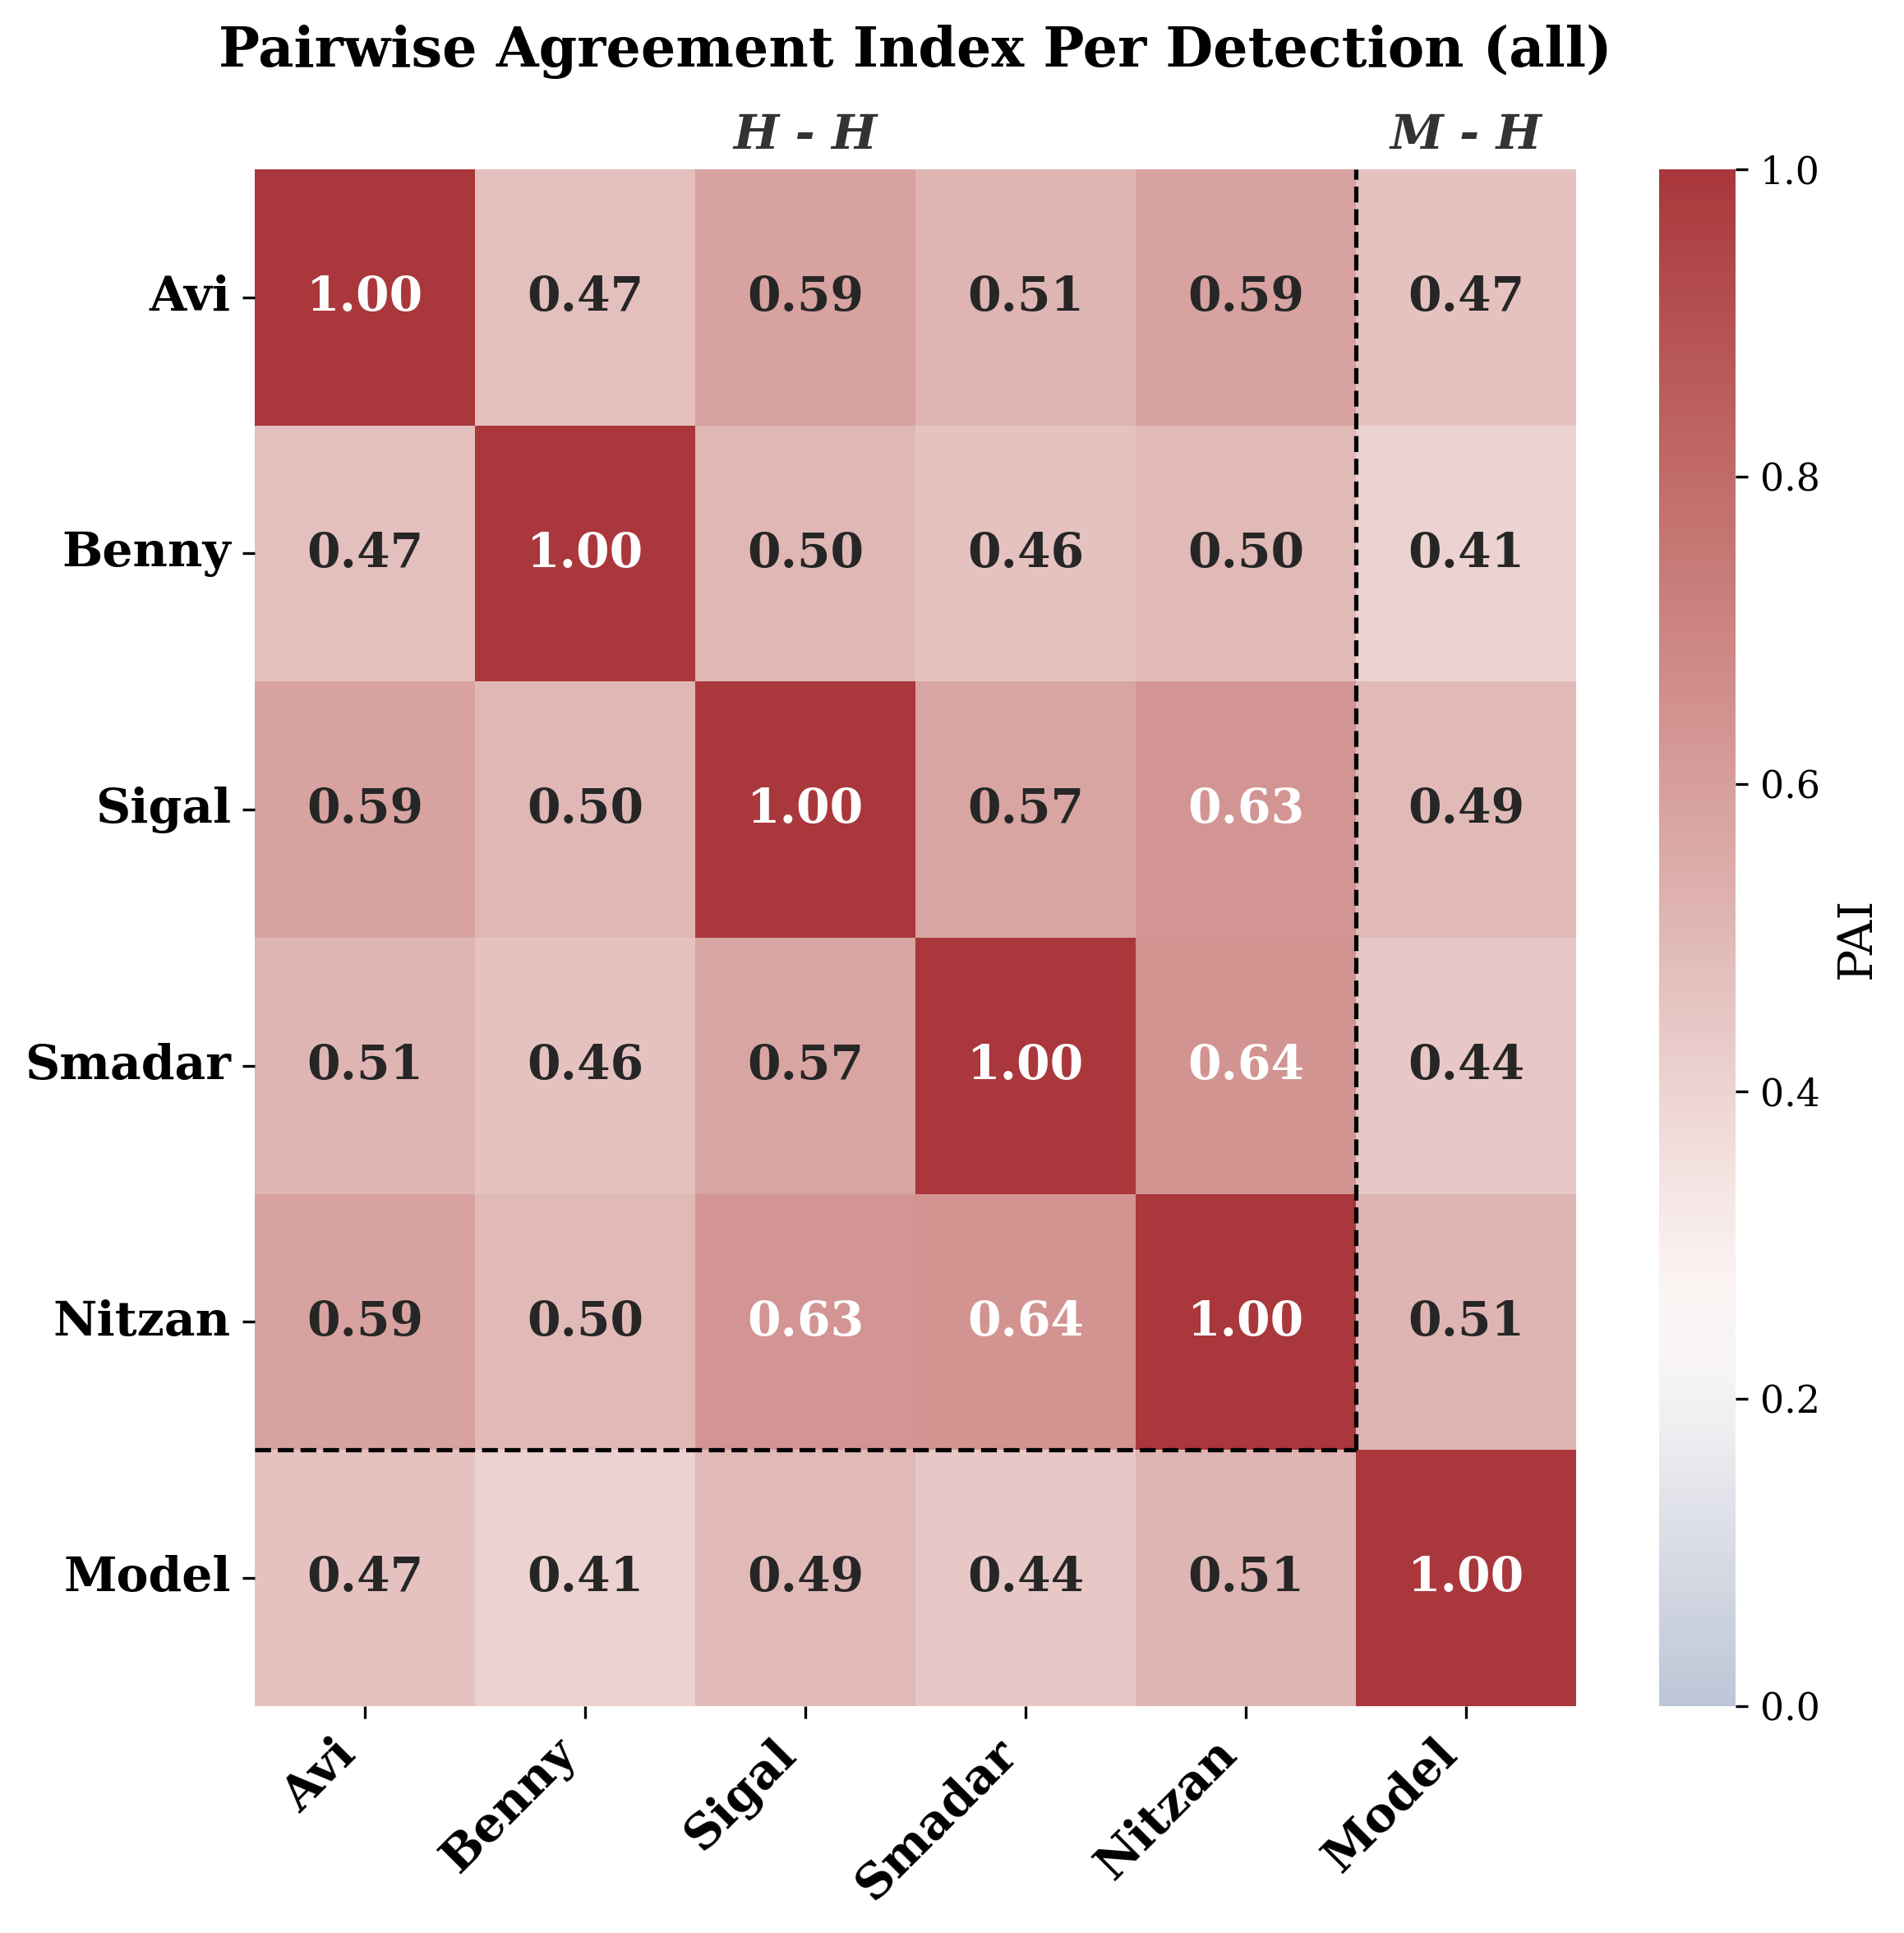 Pairwise Agreement Index Per Detection (all)
H - H
M - H
Avi 1.00 0.47 0.59 0.51 0.59 0.47
Benny 0.47 1.00 0.50 0.46 0.50 0.41
Sigal 0.59 0.50 1.00 0.57 0.63 0.49
Smadar 0.51 0.46 0.57 1.00 0.64 0.44
Nitzan 0.59 0.50 0.63 0.64 1.00 0.51
Model 0.47 0.41 0.49 0.44 0.51 1.00
Avi
Benny
Sigal
Smadar
Nitzan
Model
1.0
0.8
0.6
0.4
0.2
0.0
PAI